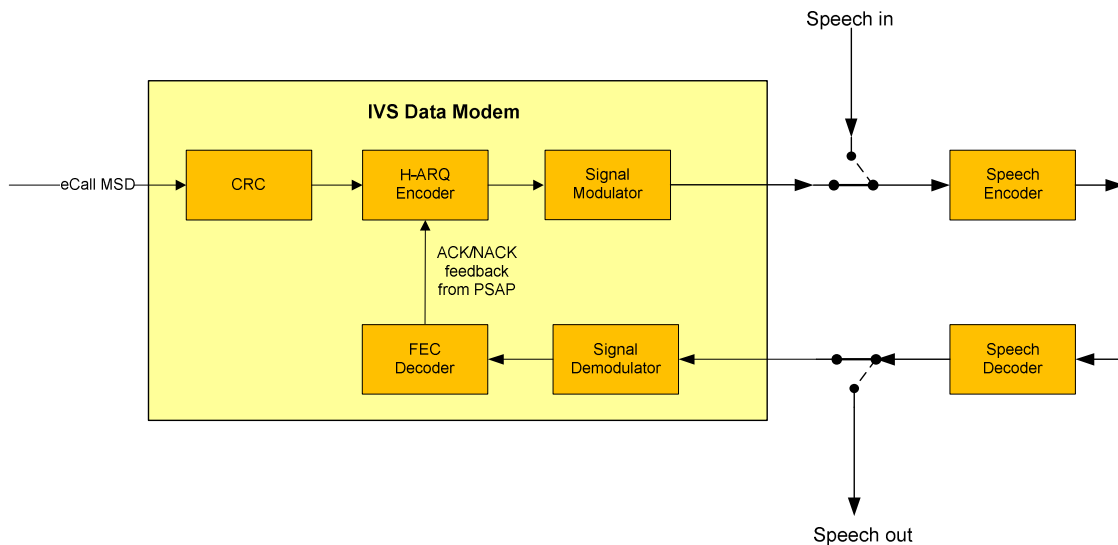 Speech in
IVS Data Modem
eCall MSD
CRC
H-ARQ
Encoder
Signal
Modulator
Speech
Encoder
ACK/NACK
feedback
from PSAP
FEC
Decoder
Signal
Demodulator
Speech
Decoder
Speech out